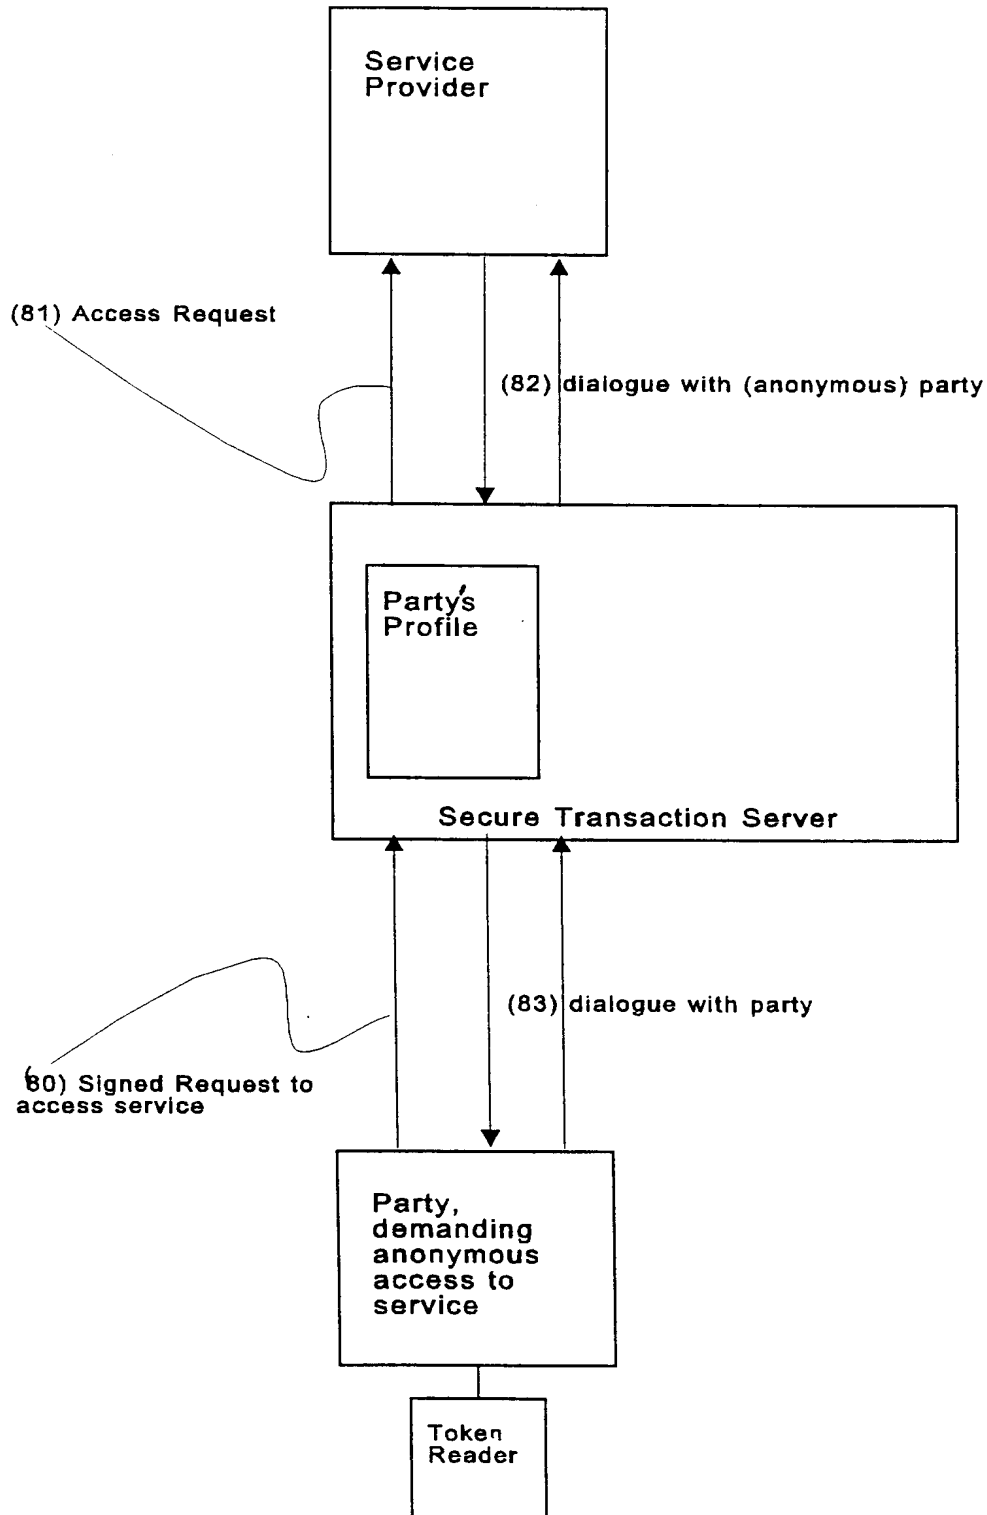 Service
Provider
(81) Access Request
(82) dialogue with (anonymous) party
Party's
Profile
Secure Transaction Server
(83) dialogue with party
(80) Signed Request to
access service
Party,
demanding
anonymous
access to
service
Token
Reader